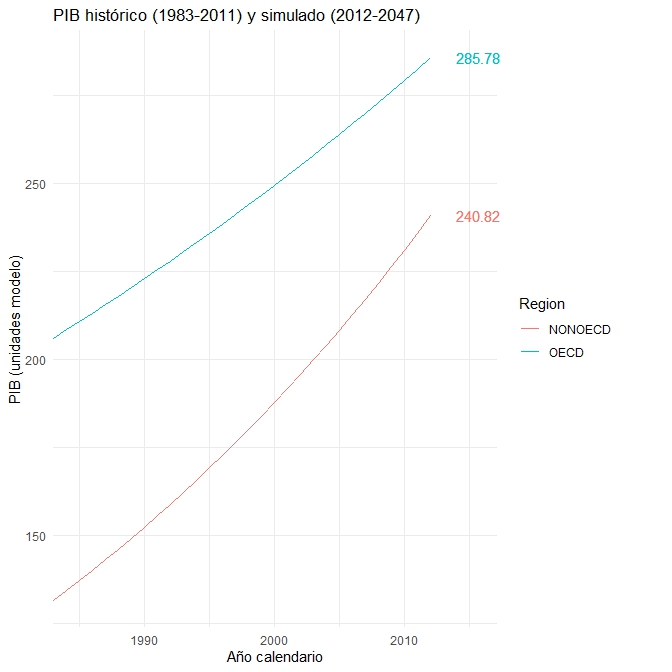 PIB histórico (1983-2011) y simulado (2012-2047)
285.78
250
240.82
PIB (unidades modelo)
Region
NONOECD
OECD
200
150
1990
2000
2010
Año calendario